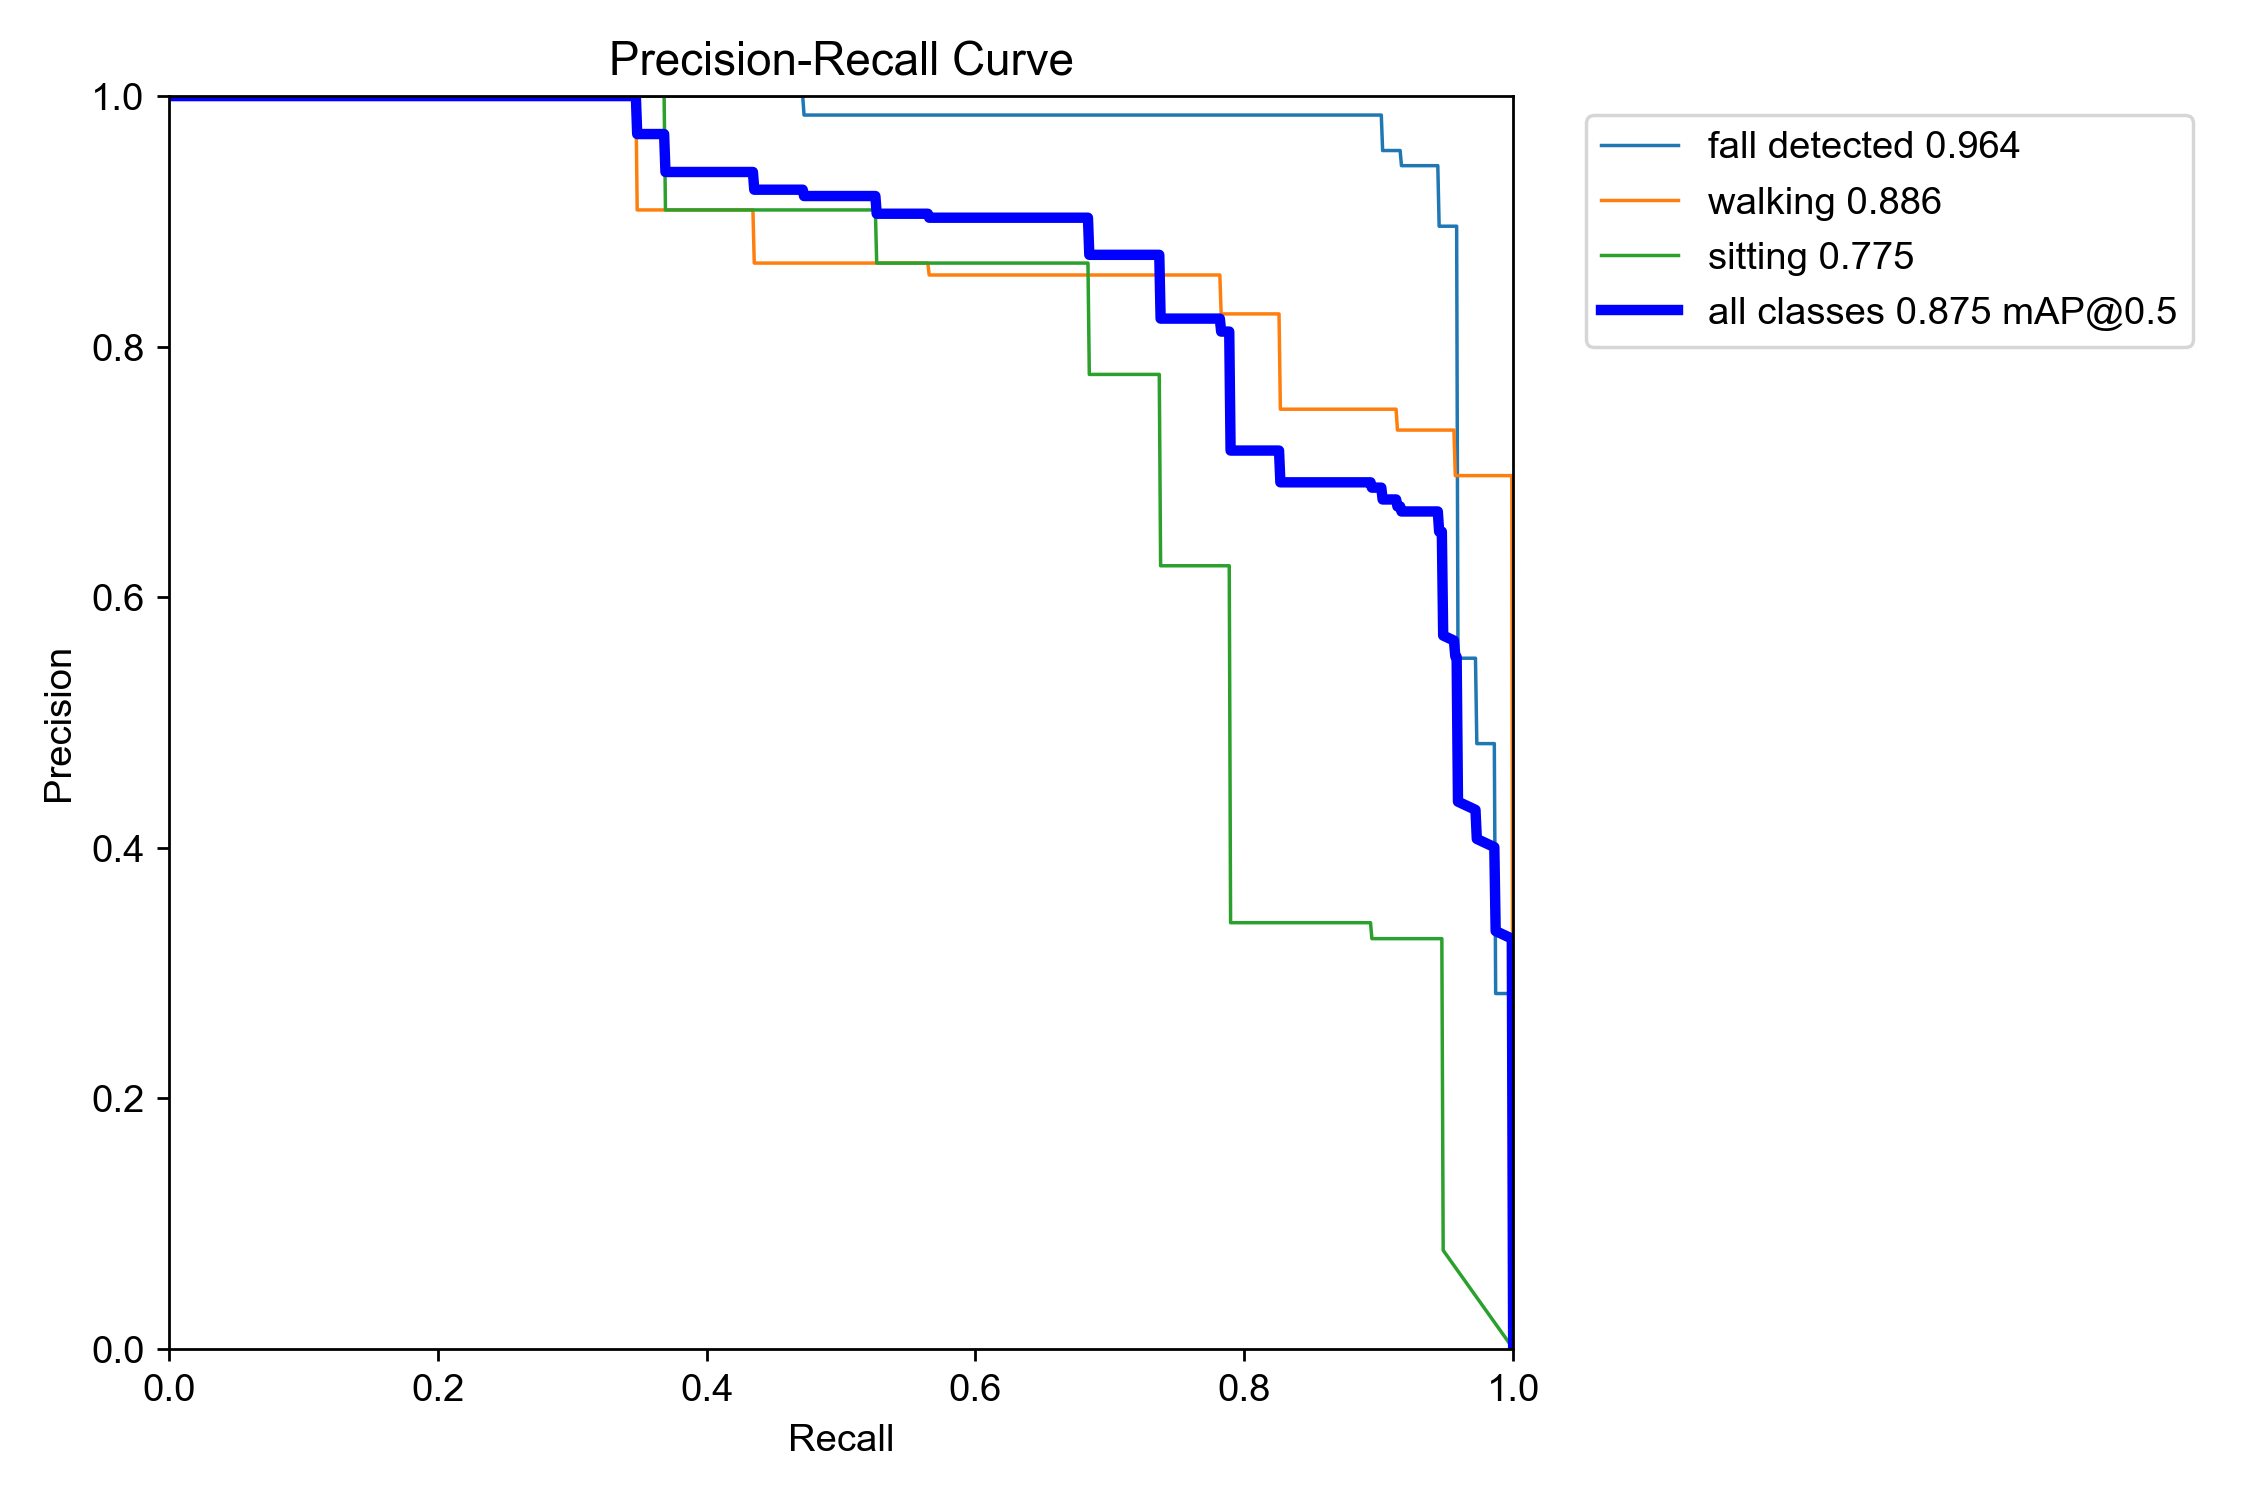 Precision-Recall Curve
1.0
0.8
0.6
0.4
0.2
0.0
Precision
0.0 0.2 0.4 0.6 0.8 1.0
Recall
fall detected 0.964
walking 0.886
sitting 0.775
all classes 0.875 mAP@0.5